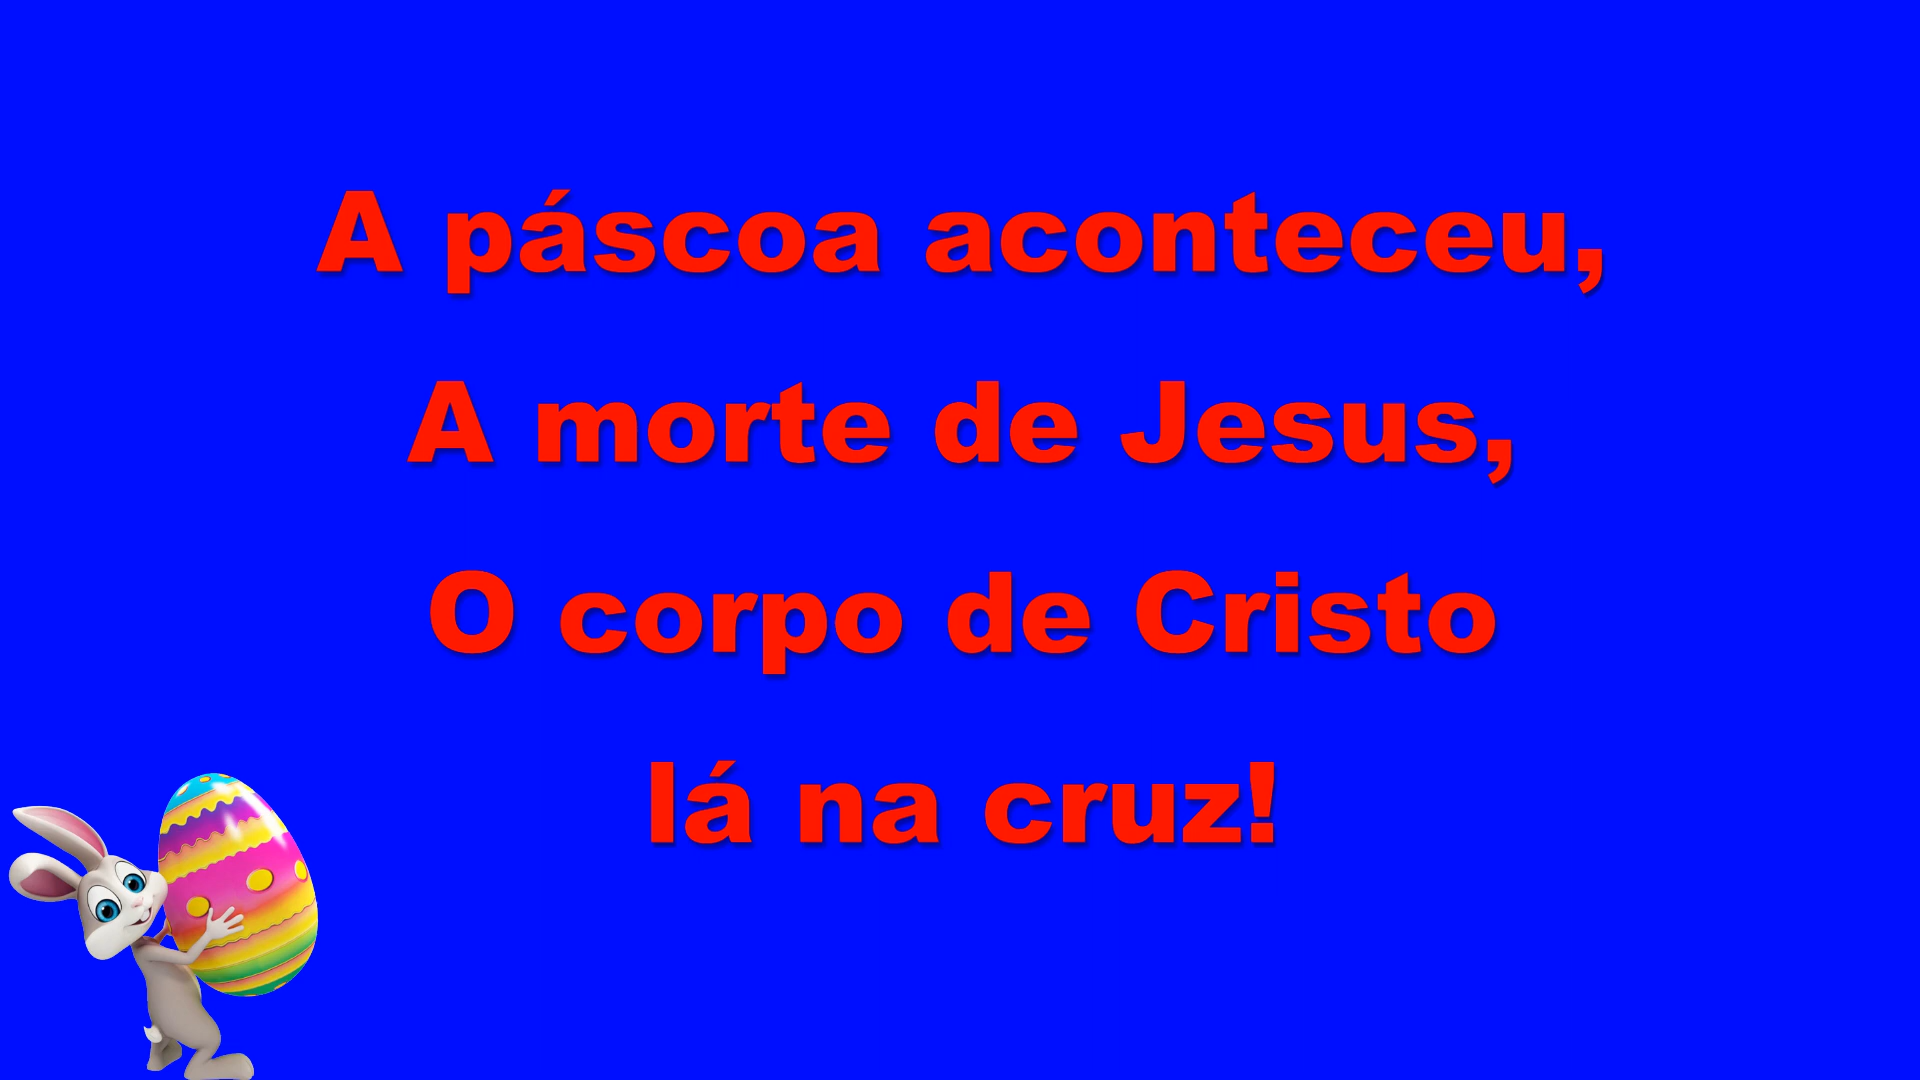 A páscoa aconteceu,
A morte de Jesus,
O corpo de Cristo
lá na cruz!